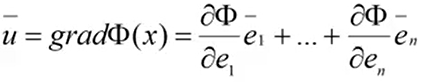 ū = gradΦ(x) = ∂Φ/∂e₁ ē₁ + ... + ∂Φ/∂eₙ ēₙ